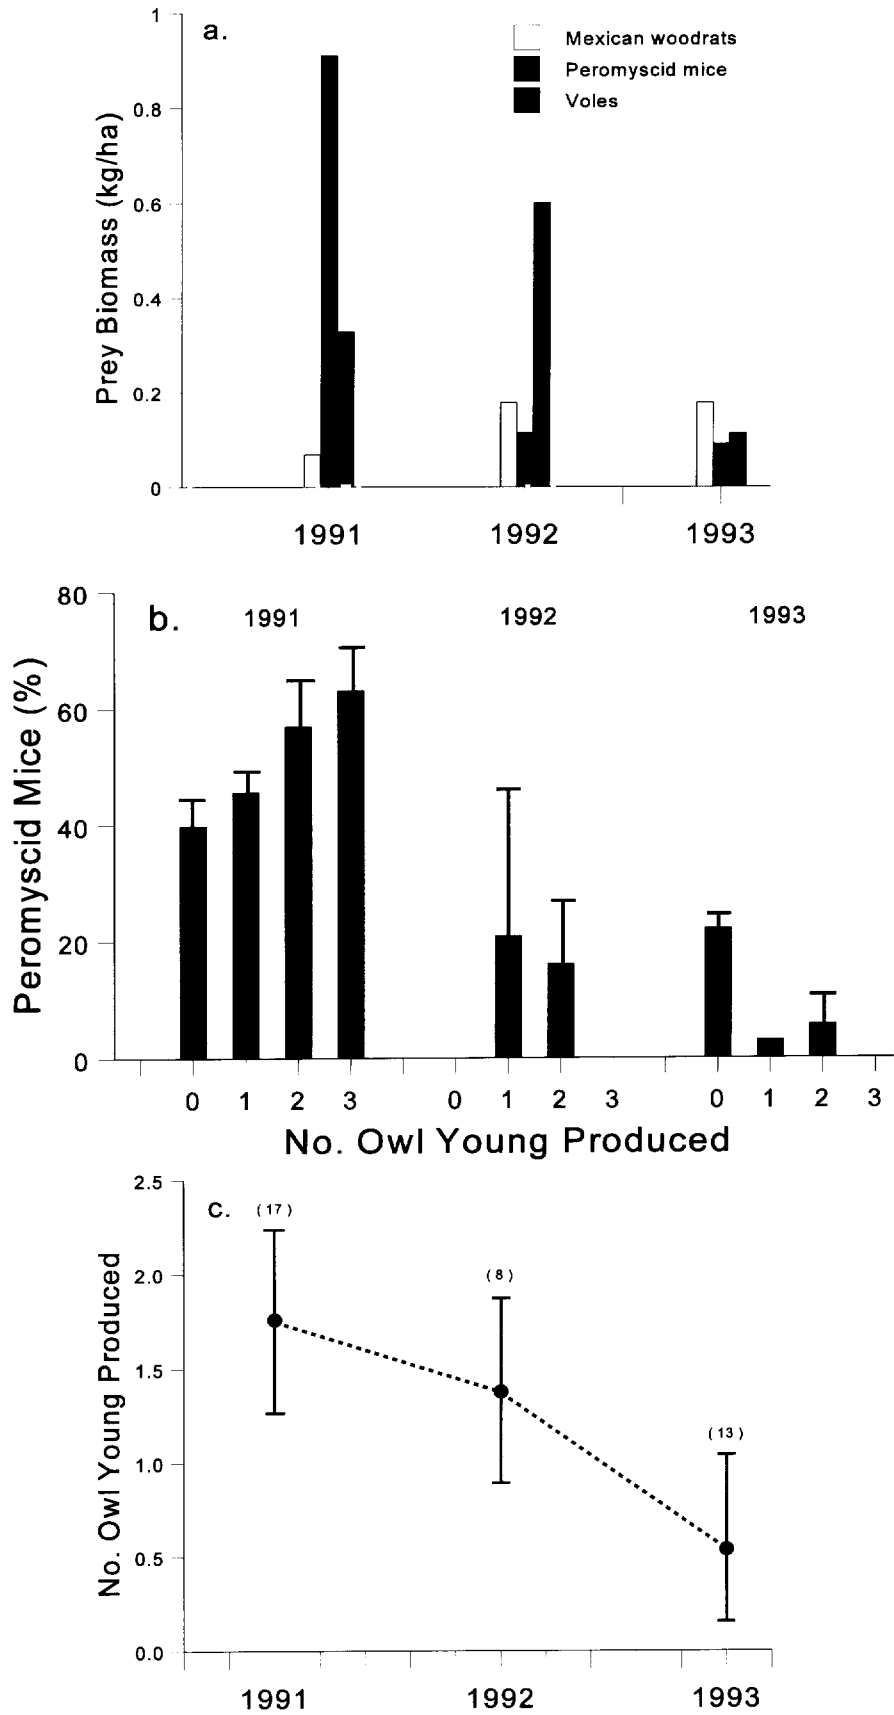 1
a.
Mexican woodrats
Peromyscid mice
Voles
0.8
0.6
0.4
0.2
0
Prey Biomass (kg/ha)
1991 1992 1993
80
b.
1991 1992 1993
60
40
20
0
Peromyscid Mice (%)
0 1 2 3 0 1 2 3 0 1 2 3
No. Owl Young Produced
2.5
c.
(17)
(8)
(13)
2.0
1.5
1.0
0.5
0.0
No. Owl Young Produced
1991 1992 1993